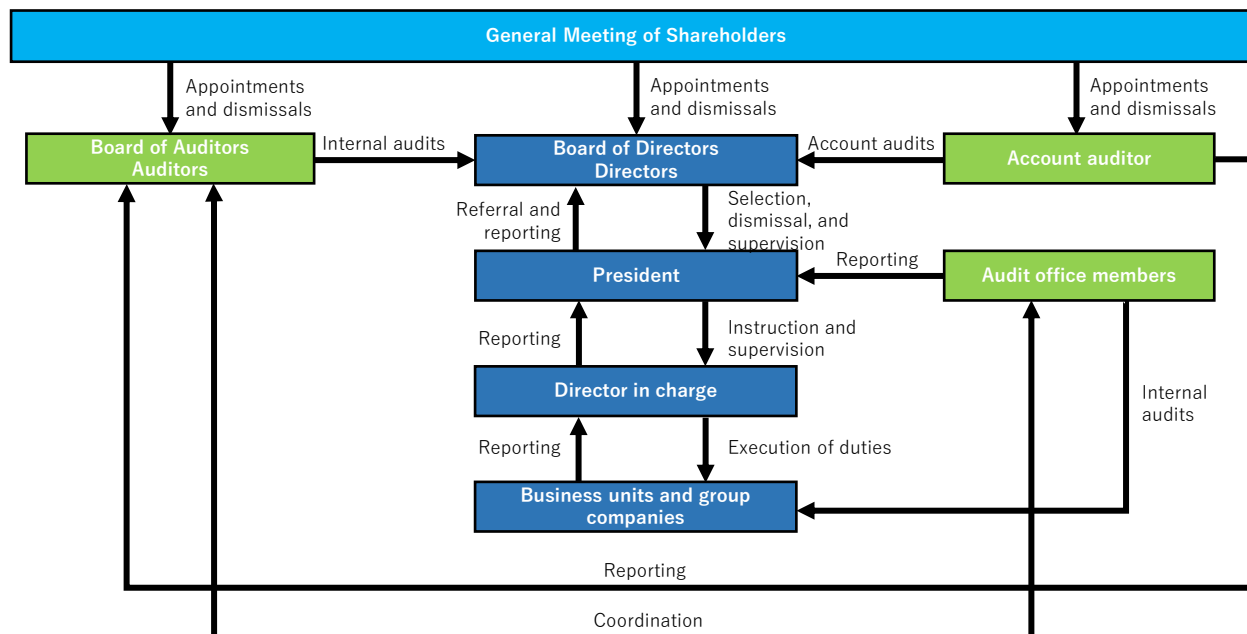 General Meeting of Shareholders
Appointments
and dismissals
Appointments
and dismissals
Appointments
and dismissals
Board of Auditors
Auditors
Internal audits
Board of Directors
Directors
Account audits
Account auditor
Referral and
reporting
Selection,
dismissal, and
supervision
President
Reporting
Audit office members
Reporting
Instruction and
supervision
Director in charge
Internal
audits
Reporting
Execution of duties
Business units and group
companies
Reporting
Coordination